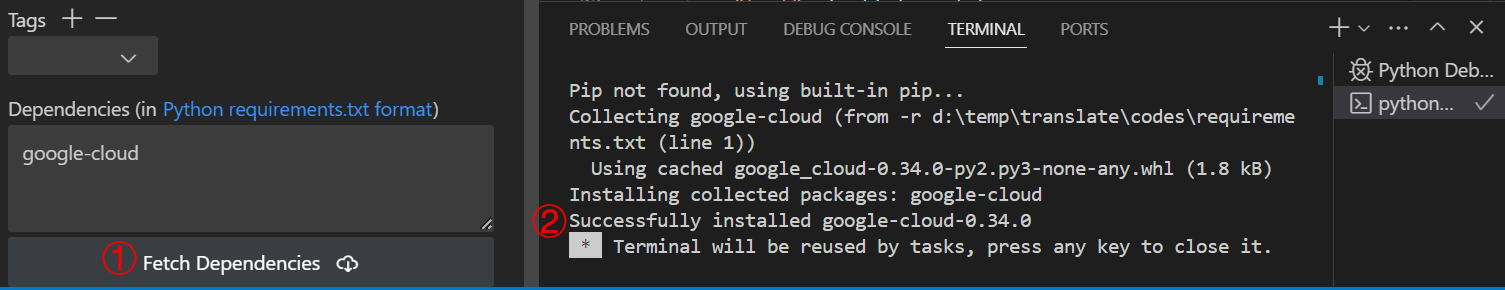 Tags
Dependencies (in Python requirements.txt format)
google-cloud
① Fetch Dependencies
PROBLEMS OUTPUT DEBUG CONSOLE TERMINAL PORTS
Pip not found, using built-in pip...
Collecting google-cloud (from -r d:\temp\translate\codes\requireme
nts.txt (line 1))
Using cached google_cloud-0.34.0-py2.py3-none-any.whl (1.8 kB)
Installing collected packages: google-cloud
② Successfully installed google-cloud-0.34.0
* Terminal will be reused by tasks, press any key to close it.
Python Deb...
python...